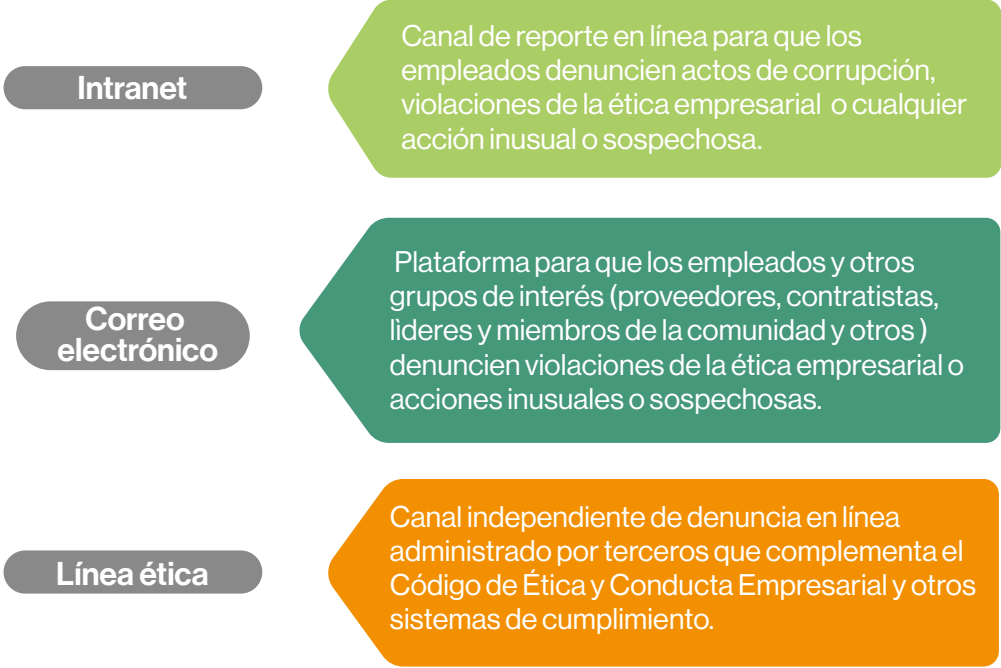 Intranet
Canal de reporte en línea para que los
empleados denuncien actos de corrupción,
violaciones de la ética empresarial o cualquier
acción inusual o sospechosa.
Correo
electrónico
Plataforma para que los empleados y otros
grupos de interés (proveedores, contratistas,
lìderes y miembros de la comunidad y otros )
denuncien violaciones de la ética empresarial o
acciones inusuales o sospechosas.
Línea ética
Canal independiente de denuncia en línea
administrado por terceros que complementa el
Código de Ética y Conducta Empresarial y otros
sistemas de cumplimiento.